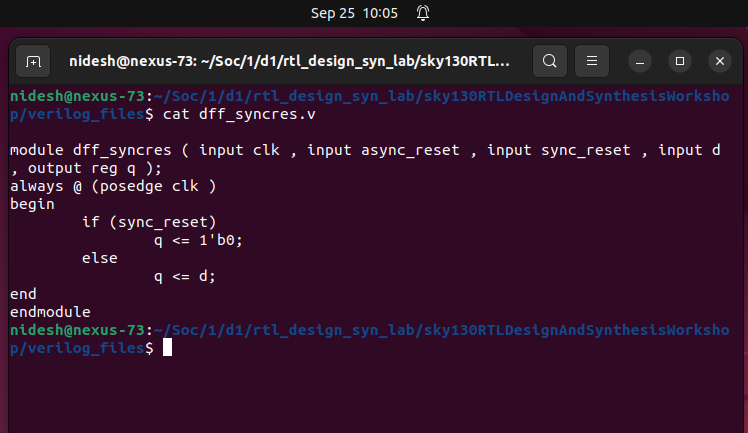 Sep 25 10:05
nidesh@nexus-73: ~/Soc/1/d1/rtl_design_syn_lab/sky130RTL...
nidesh@nexus-73:~/Soc/1/d1/rtl_design_syn_lab/sky130RTLDesignAndSynthesisWorksho
p/verilog_files$ cat dff_syncres.v
module dff_syncres ( input clk , input async_reset , input sync_reset , input d
, output reg q );
always @ (posedge clk )
begin
        if (sync_reset)
                q <= 1'b0;
        else
                q <= d;
end
endmodule
nidesh@nexus-73:~/Soc/1/d1/rtl_design_syn_lab/sky130RTLDesignAndSynthesisWorksho
p/verilog_files$